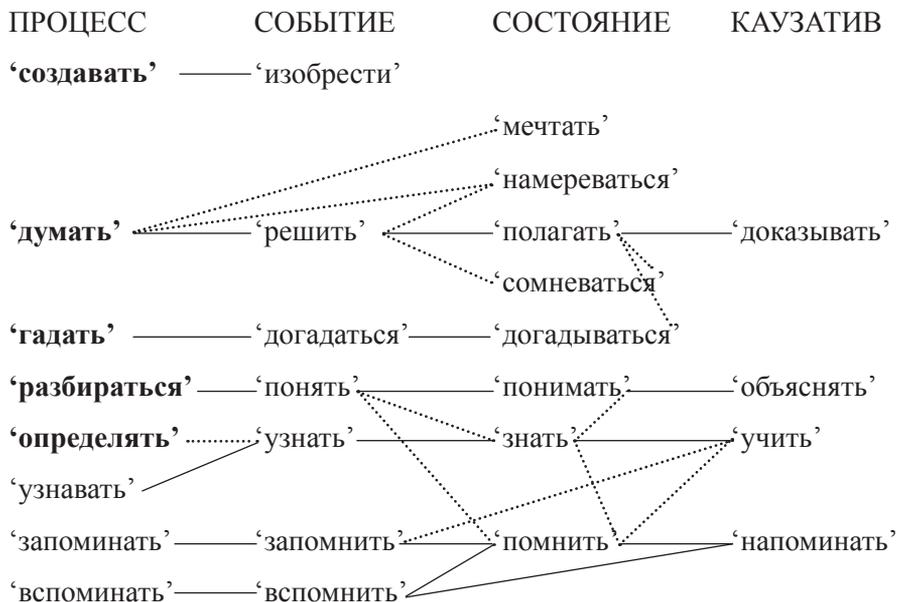 ПРОЦЕСС СОБЫТИЕ СОСТОЯНИЕ КАУЗАТИВ
‘создавать’ ‘изобрести’
‘мечтать’
‘намереваться’
‘думать’ ‘решить’ ‘полагать’ ‘доказывать’
‘сомневаться’
‘гадать’ ‘догадаться’ ‘догадываться’
‘разбираться’ ‘понять’ ‘понимать’ ‘объяснять’
‘определять’ ‘узнать’ ‘знать’ ‘учить’
‘узнавать’
‘запоминать’ ‘запомнить’ ‘помнить’ ‘напоминать’
‘вспоминать’ ‘вспомнить’